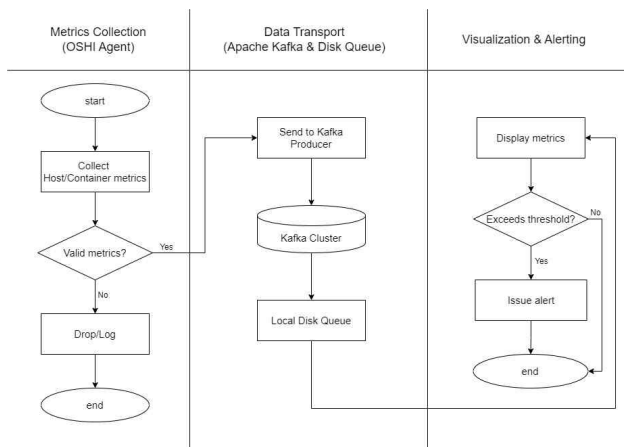 Metrics Collection
(OSHI Agent)
Data Transport
(Apache Kafka & Disk Queue)
Visualization & Alerting
start
Collect
Host/Container metrics
Valid metrics?
Yes
No
Drop/Log
end
Send to Kafka
Producer
Kafka Cluster
Local Disk Queue
Display metrics
Exceeds threshold?
No
Yes
Issue alert
end